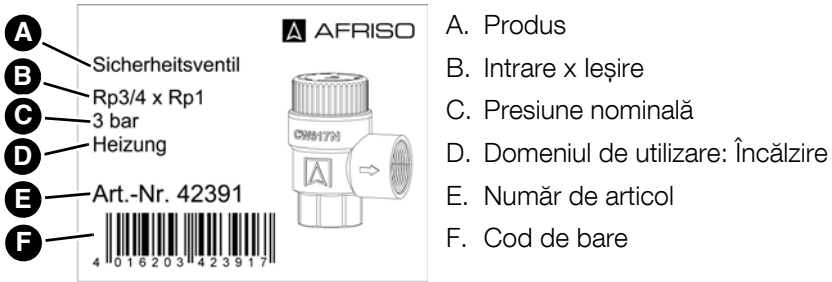 A
B
C
D
E
F
AFRISO
Sicherheitsventil
Rp3/4 x Rp1
3 bar
Heizung
Art.-Nr. 42391
4 016203 423917
CW617N
A. Produs
B. Intrare x Ieșire
C. Presiune nominală
D. Domeniul de utilizare: Încălzire
E. Număr de articol
F. Cod de bare